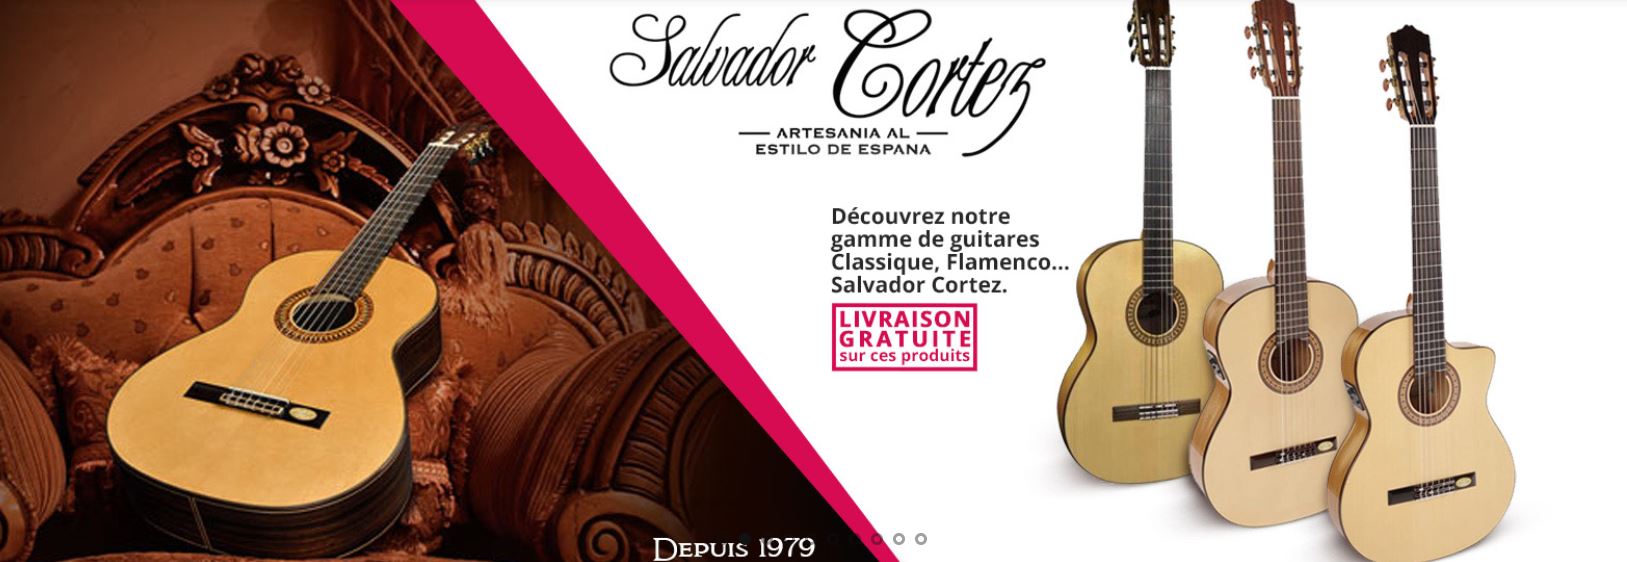 Salvador Cortez
ARTESANIA AL
ESTILO DE ESPANA
Découvrez notre
gamme de guitares
Classique, Flamenco...
Salvador Cortez.
LIVRAISON
GRATUITE
sur ces produits
DEPUIS 1979